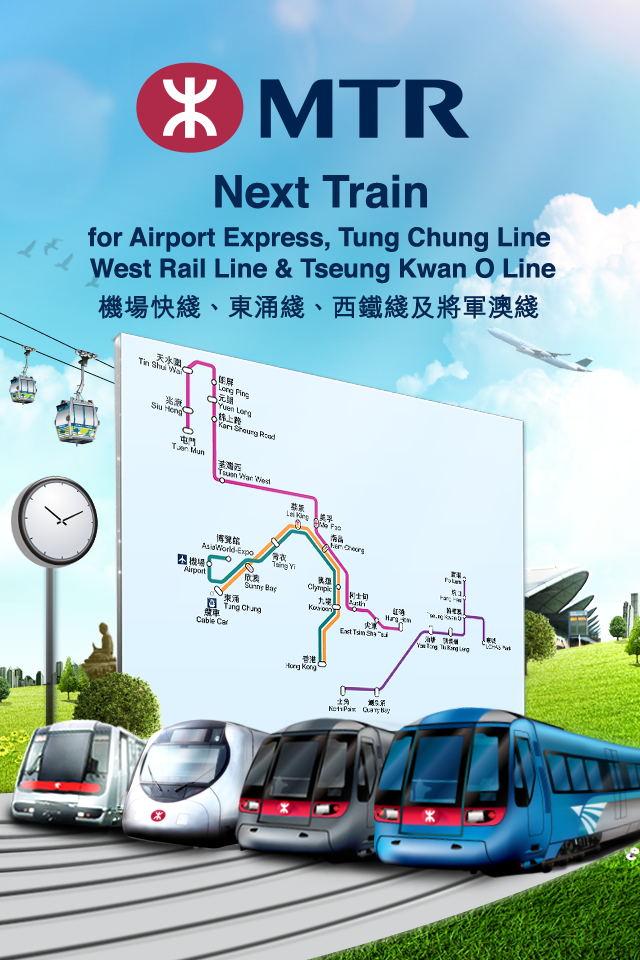 MTR
Next Train
for Airport Express, Tung Chung Line
West Rail Line & Tseung Kwan O Line
機場快綫、東涌綫、西鐵綫及將軍澳綫
天水圍
Tin Shui Wai
朗屏
Long Ping
元朗
Yuen Long
兆康
Siu Hong
錦上路
Kam Sheung Road
屯門
Tuen Mun
荃灣西
Tsuen Wan West
荔景
Lai King
美孚
Mei Foo
南昌
Nam Cheong
博覽館
AsiaWorld-Expo
青衣
Tsing Yi
機場
Airport
欣澳
Sunny Bay
奧運
Olympic
東涌
Tung Chung
纜車
Cable Car
九龍
Kowloon
柯士甸
Austin
紅磡
Hung Hom
尖東
East Tsim Sha Tsui
寶琳
Po Lam
坑口
Hang Hau
將軍澳
Tseung Kwan O
油塘
Yau Tong
調景嶺
Tiu Keng Leng
康城
LOHAS Park
香港
Hong Kong
北角
North Point
鰂魚涌
Quarry Bay